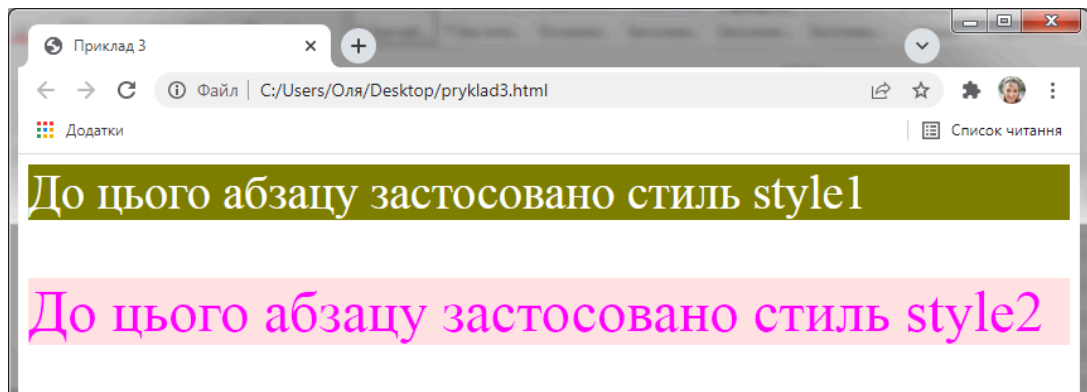 Приклад 3
Файл C:/Users/Оля/Desktop/pryklad3.html
Додатки
Список читання
До цього абзацу застосовано стиль style1
До цього абзацу застосовано стиль style2